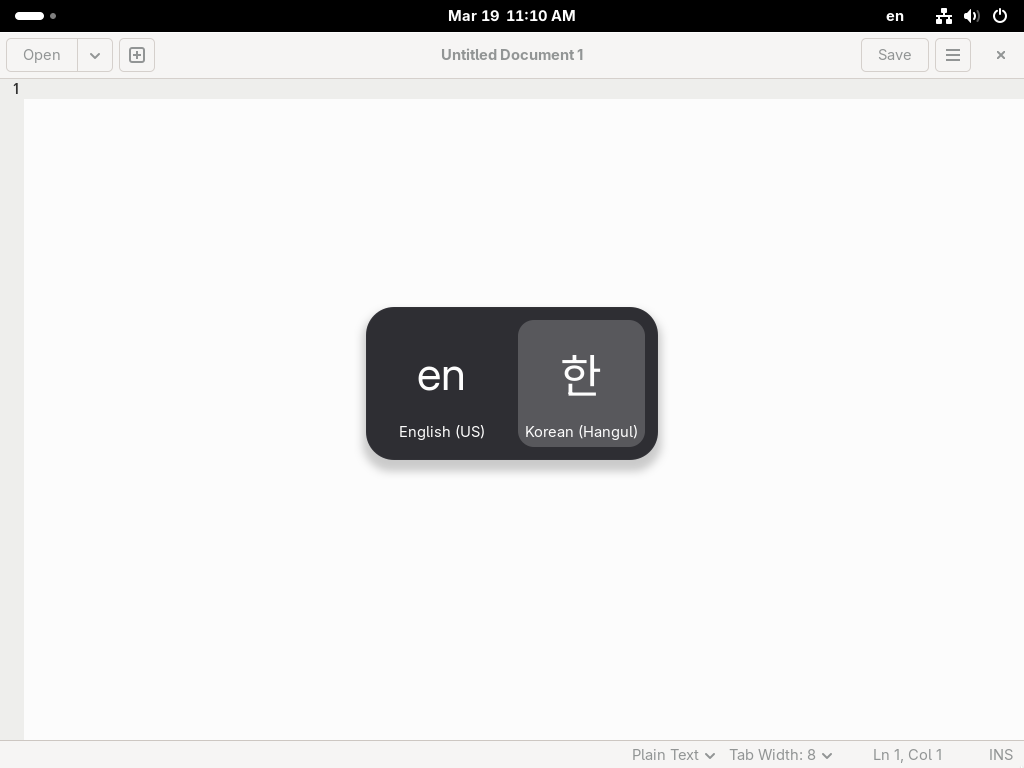 Mar 19 11:10 AM
en
Open
Untitled Document 1
Save
1
en
한
English (US)
Korean (Hangul)
Plain Text
Tab Width: 8
Ln 1, Col 1
INS